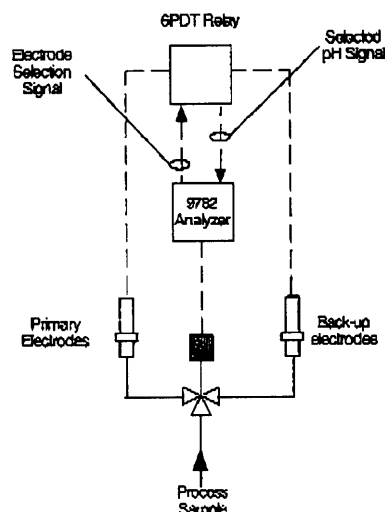 6PDT Relay
Electrode
Selection
Signal
Selected
pH Signal
9782
Analyzer
Primary
Electrodes
Back-up
electrodes
Process
Sample